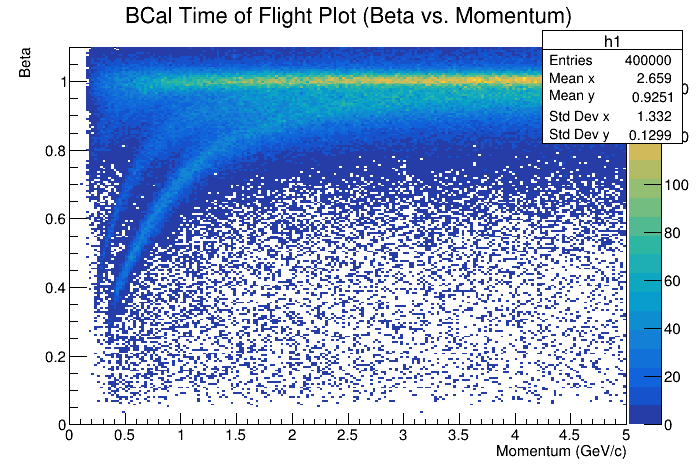 BCal Time of Flight Plot (Beta vs. Momentum)
h1
Entries 400000
Mean x 2.659
Mean y 0.9251
Std Dev x 1.332
Std Dev y 0.1299
Beta
1
0.8
0.6
0.4
0.2
0
0 0.5 1 1.5 2 2.5 3 3.5 4 4.5 5
Momentum (GeV/c)
100
80
60
40
20
0